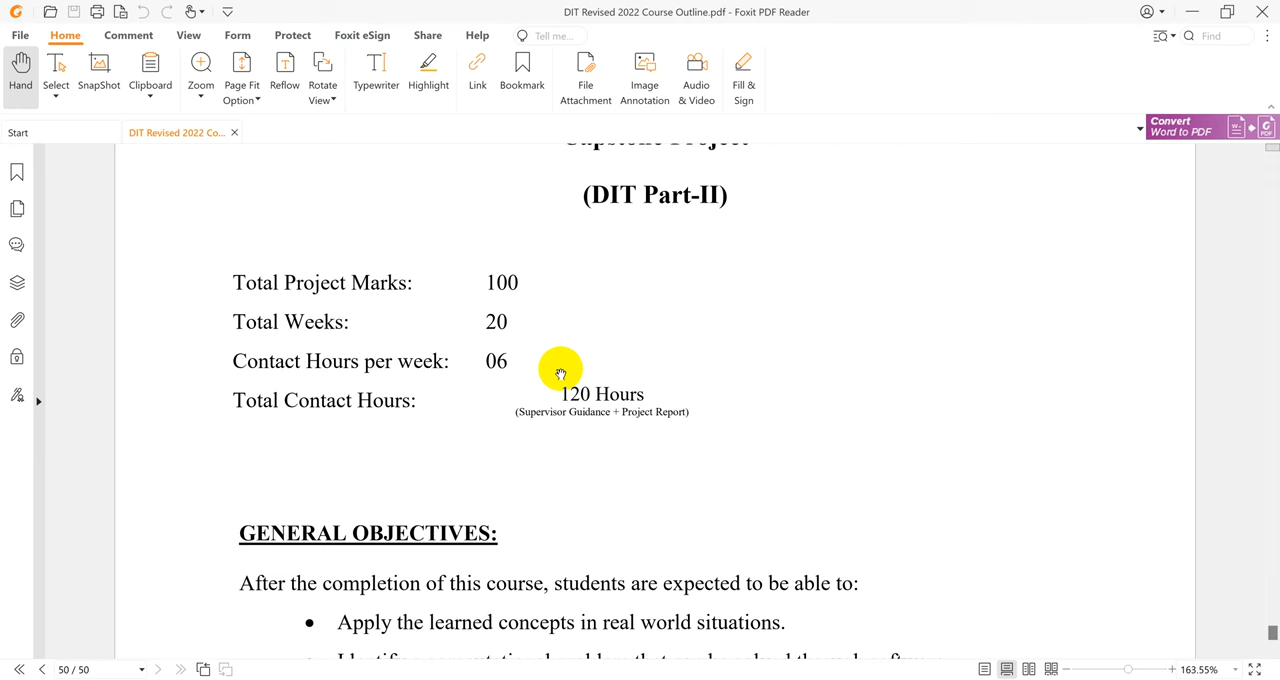 DIT Revised 2022 Course Outline.pdf - Foxit PDF Reader
File Home Comment View Form Protect Foxit eSign Share Help Tell me... Find
Hand Select SnapShot Clipboard Zoom Page Fit Option Reflow Rotate View Typewriter Highlight Link Bookmark File Attachment Image Annotation Audio & Video Fill & Sign
Start DIT Revised 2022 Co...
Convert
Word to PDF
Capstone Project
(DIT Part-II)
Total Project Marks: 100
Total Weeks: 20
Contact Hours per week: 06
Total Contact Hours: 120 Hours
(Supervisor Guidance + Project Report)
GENERAL OBJECTIVES:
After the completion of this course, students are expected to be able to:
• Apply the learned concepts in real world situations.
50 / 50 163.55%